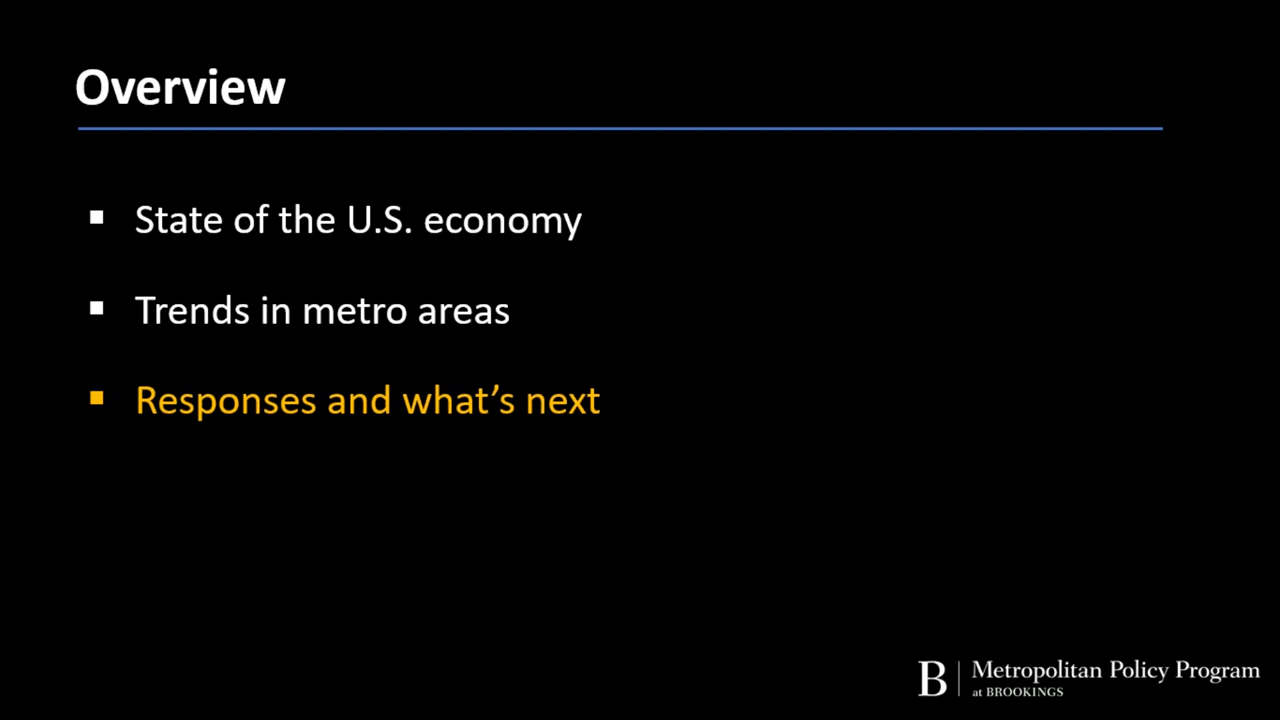 Overview
▪ State of the U.S. economy
▪ Trends in metro areas
▪ Responses and what’s next
B | Metropolitan Policy Program
at BROOKINGS